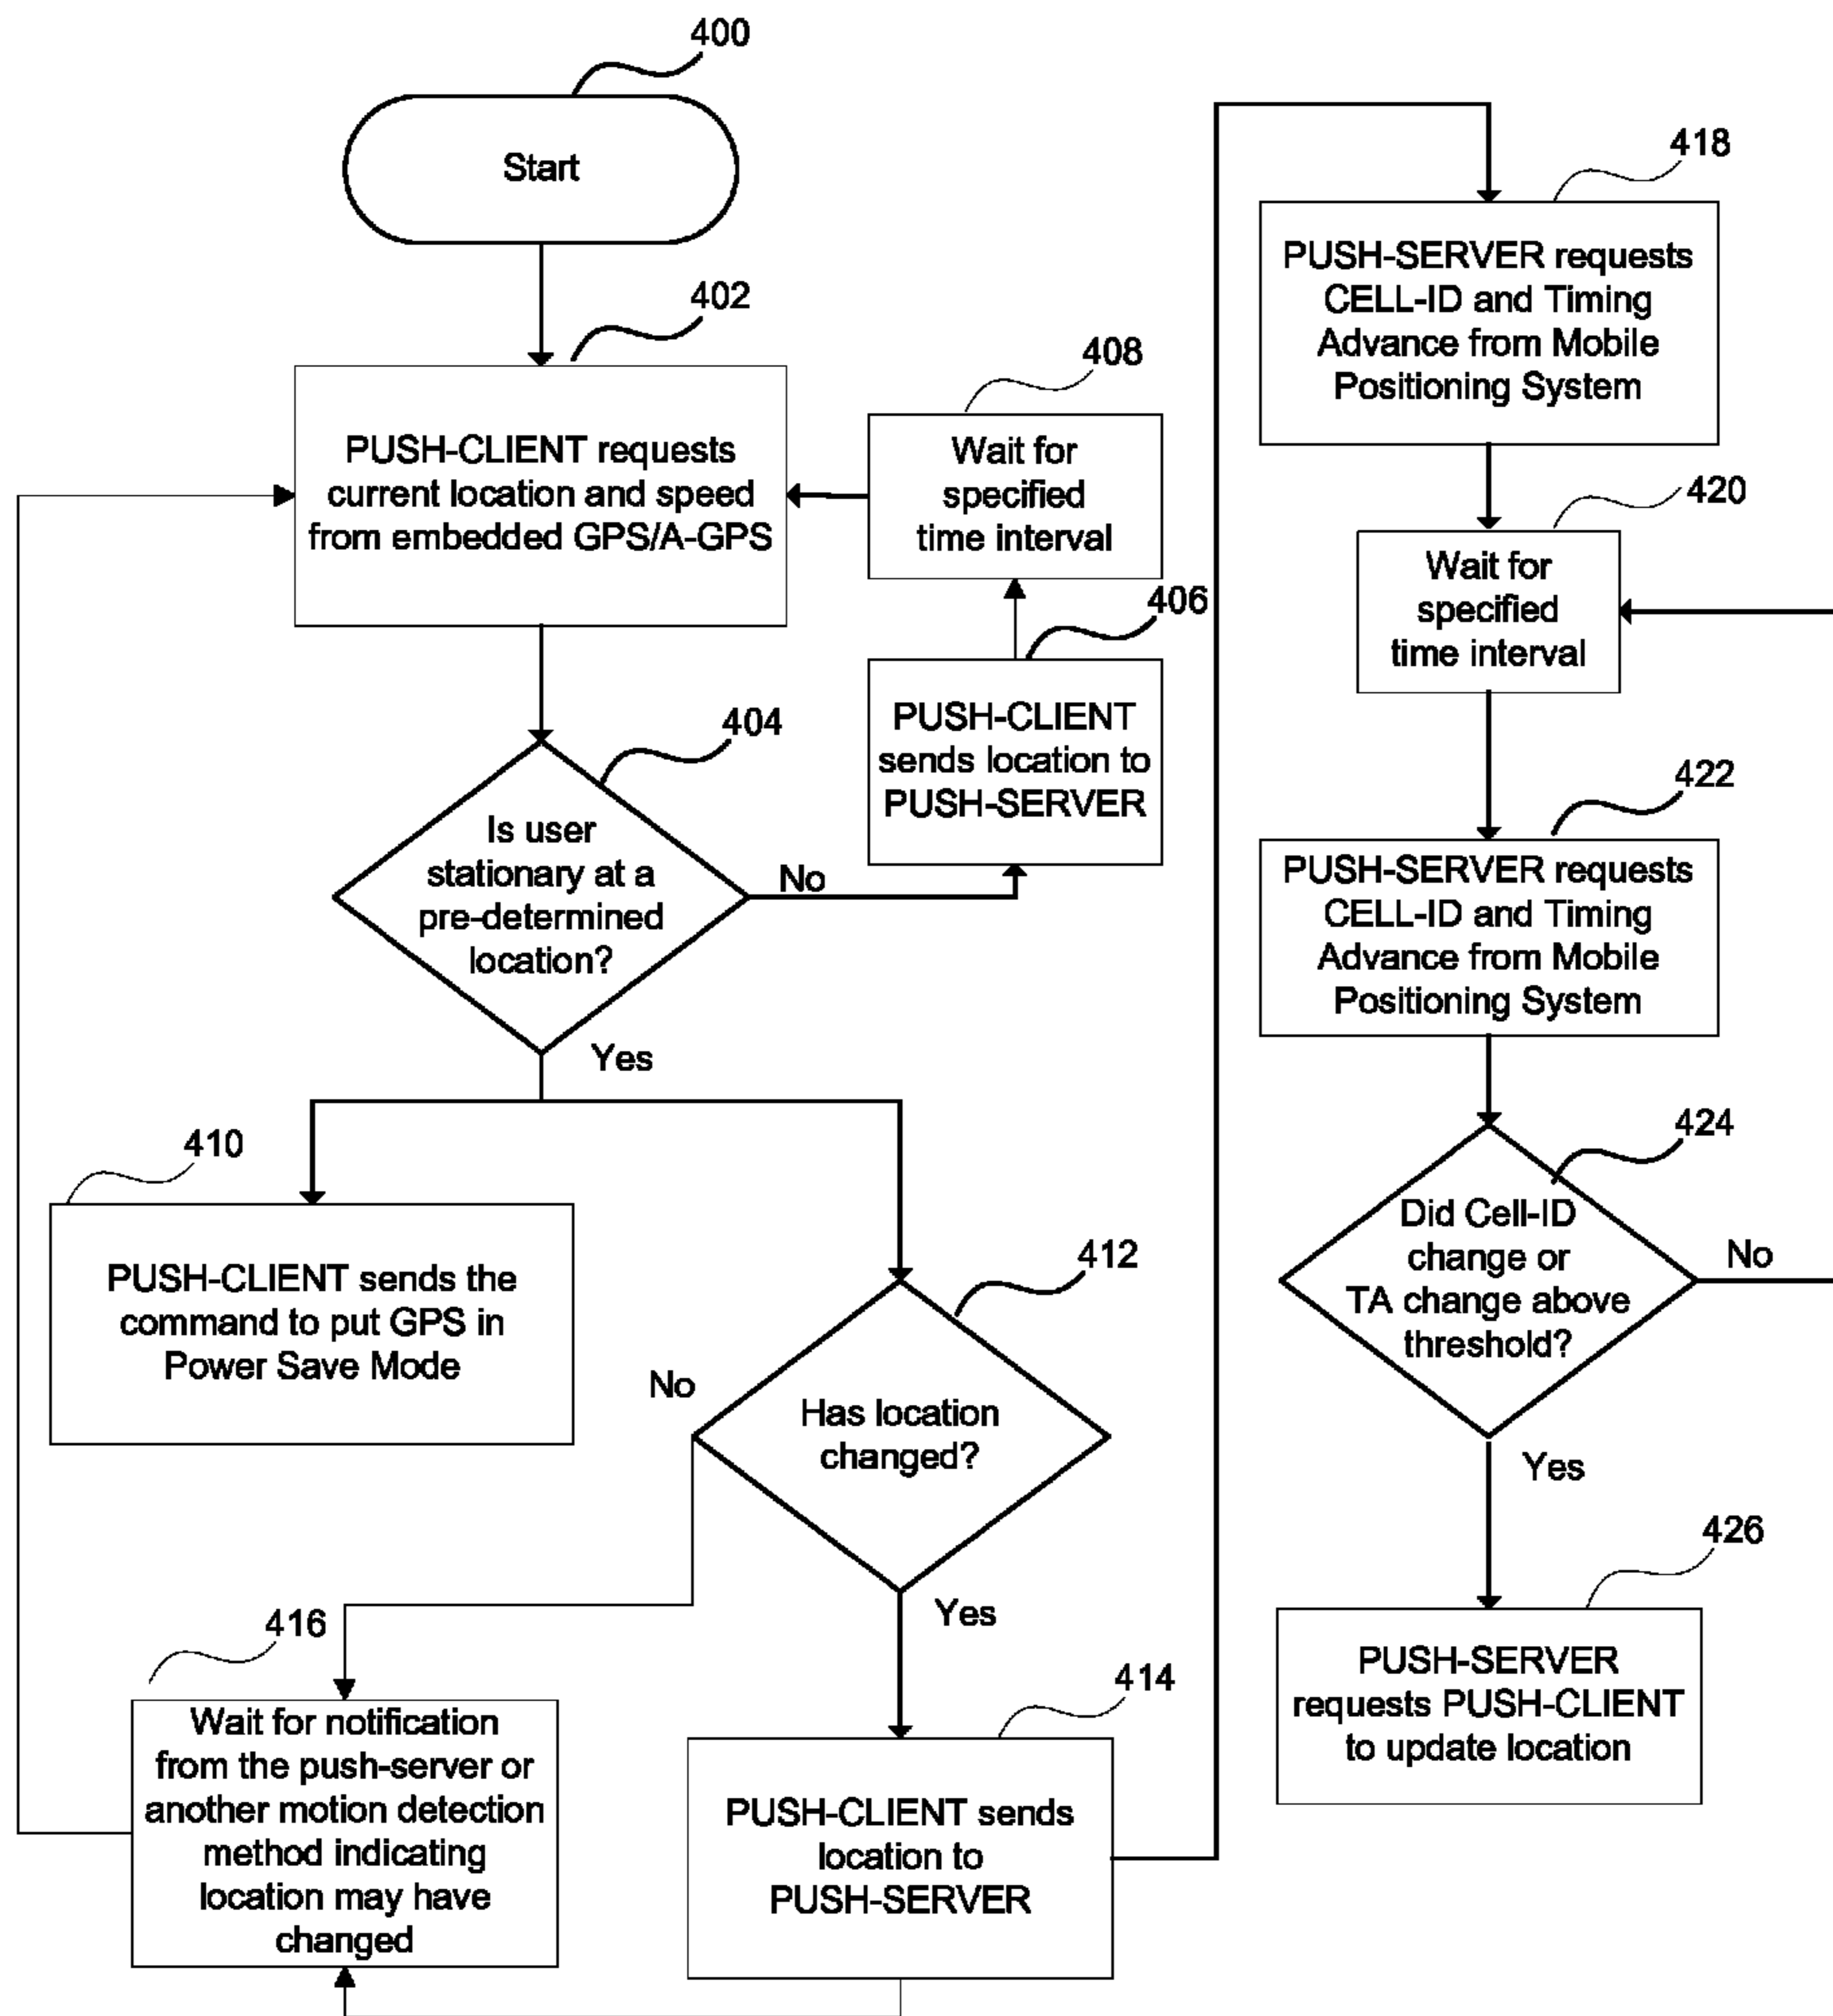 400
Start
402
PUSH-CLIENT requests
current location and speed
from embedded GPS/A-GPS
408
Wait for
specified
time interval
406
PUSH-CLIENT
sends location to
PUSH-SERVER
404
Is user
stationary at a
pre-determined
location?
No
Yes
410
PUSH-CLIENT sends the
command to put GPS in
Power Save Mode
412
Has location
changed?
No
Yes
416
Wait for notification
from the push-server or
another motion detection
method indicating
location may have
changed
414
PUSH-CLIENT sends
location to
PUSH-SERVER
418
PUSH-SERVER requests
CELL-ID and Timing
Advance from Mobile
Positioning System
420
Wait for
specified
time interval
422
PUSH-SERVER requests
CELL-ID and Timing
Advance from Mobile
Positioning System
424
Did Cell-ID
change or
TA change above
threshold?
No
Yes
426
PUSH-SERVER
requests PUSH-CLIENT
to update location